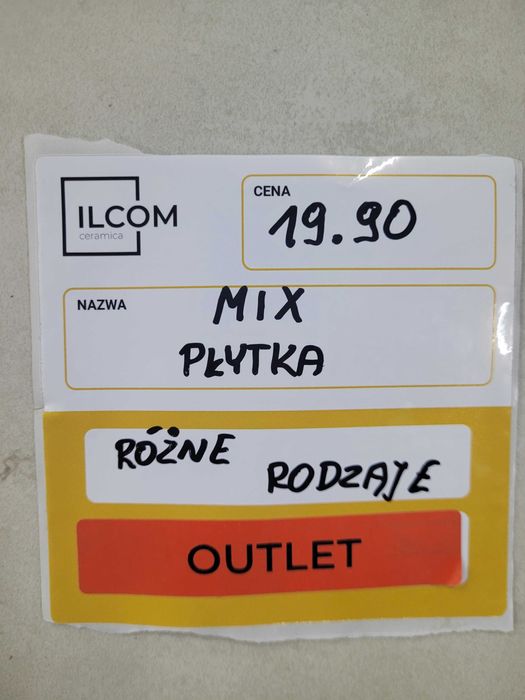 ILCOM
ceramica
CENA
19.90
NAZWA
MIX
PŁYTKA
RÓŻNE
RODZAJE
OUTLET